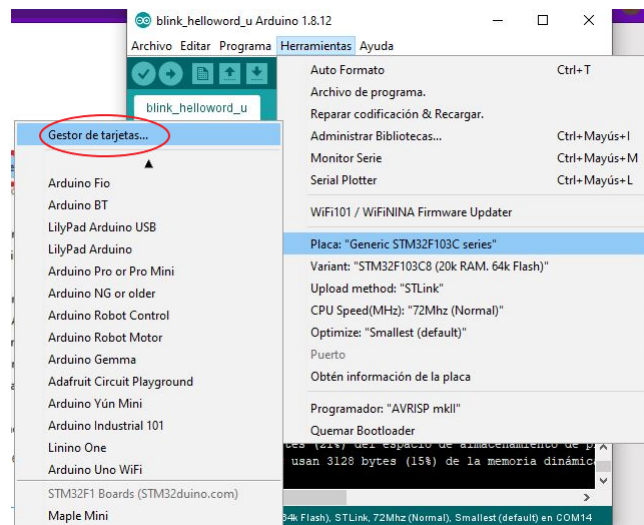 blink_helloword_u Arduino 1.8.12
Archivo Editar Programa Herramientas Ayuda
blink_helloword_u
Auto Formato Ctrl+T
Archivo de programa.
Reparar codificación & Recargar.
Administrar Bibliotecas... Ctrl+Mayús+I
Monitor Serie Ctrl+Mayús+M
Serial Plotter Ctrl+Mayús+L
WiFi101 / WiFiNINA Firmware Updater
Placa: "Generic STM32F103C series"
Variant: "STM32F103C8 (20k RAM. 64k Flash)"
Upload method: "STLink"
CPU Speed(MHz): "72Mhz (Normal)"
Optimize: "Smallest (default)"
Puerto
Obtén información de la placa
Programador: "AVRISP mkII"
Quemar Bootloader
Gestor de tarjetas...
Arduino Fio
Arduino BT
LilyPad Arduino USB
LilyPad Arduino
Arduino Pro or Pro Mini
Arduino NG or older
Arduino Robot Control
Arduino Robot Motor
Arduino Gemma
Adafruit Circuit Playground
Arduino Yún Mini
Arduino Industrial 101
Linino One
Arduino Uno WiFi
STM32F1 Boards (STM32duino.com)
Maple Mini
(21%) del espacio de almacenamiento de
usan 3128 bytes (15%) de la memoria
64k Flash), STLink, 72Mhz (Normal), Smallest (default) en COM14